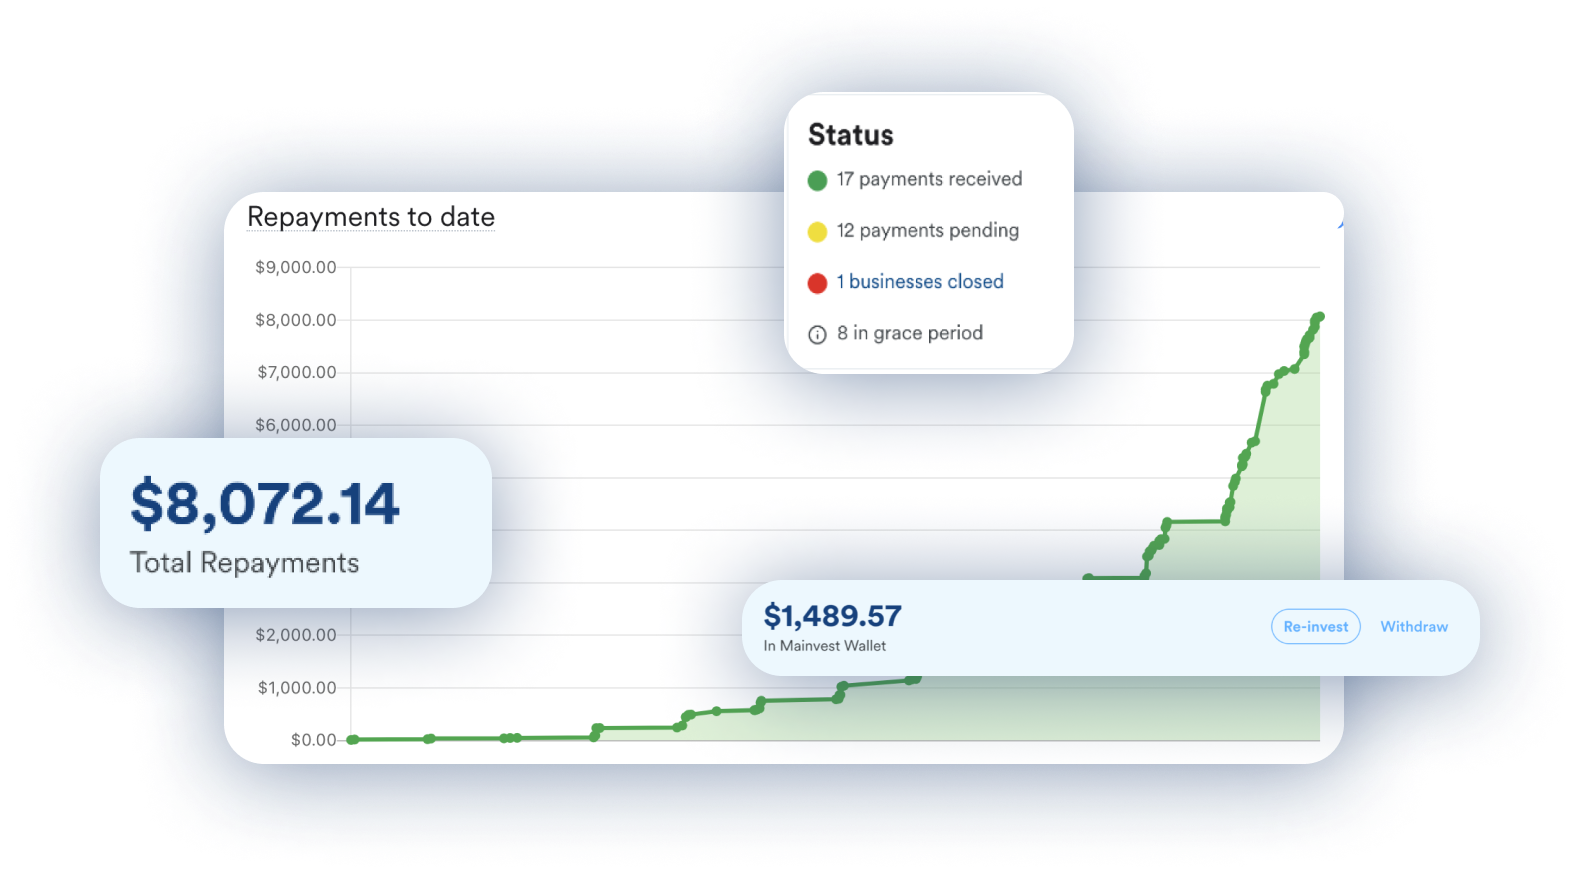 Status
17 payments received
12 payments pending
1 businesses closed
8 in grace period
Repayments to date
$9,000.00
$8,000.00
$7,000.00
$6,000.00
$8,072.14
Total Repayments
$2,000.00
$1,000.00
$0.00
$1,489.57
In Mainvest Wallet
Re-invest
Withdraw